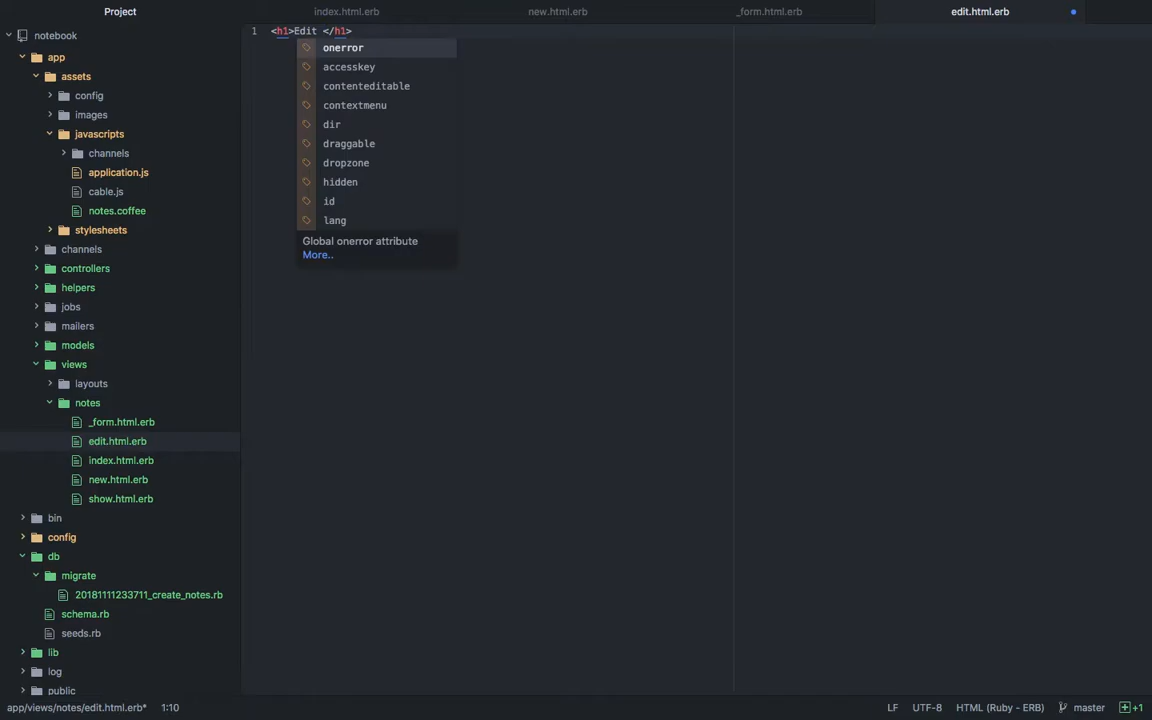 Project
index.html.erb
new.html.erb
_form.html.erb
edit.html.erb
notebook
app
assets
config
images
javascripts
channels
application.js
cable.js
notes.coffee
stylesheets
channels
controllers
helpers
jobs
mailers
models
views
layouts
notes
_form.html.erb
edit.html.erb
index.html.erb
new.html.erb
show.html.erb
bin
config
db
migrate
20181111233711_create_notes.rb
schema.rb
seeds.rb
lib
log
public
1 <h1>Edit </h1>
onerror
accesskey
contenteditable
contextmenu
dir
draggable
dropzone
hidden
id
lang
Global onerror attribute
More..
app/views/notes/edit.html.erb* 1:10
LF UTF-8 HTML (Ruby - ERB) master +1